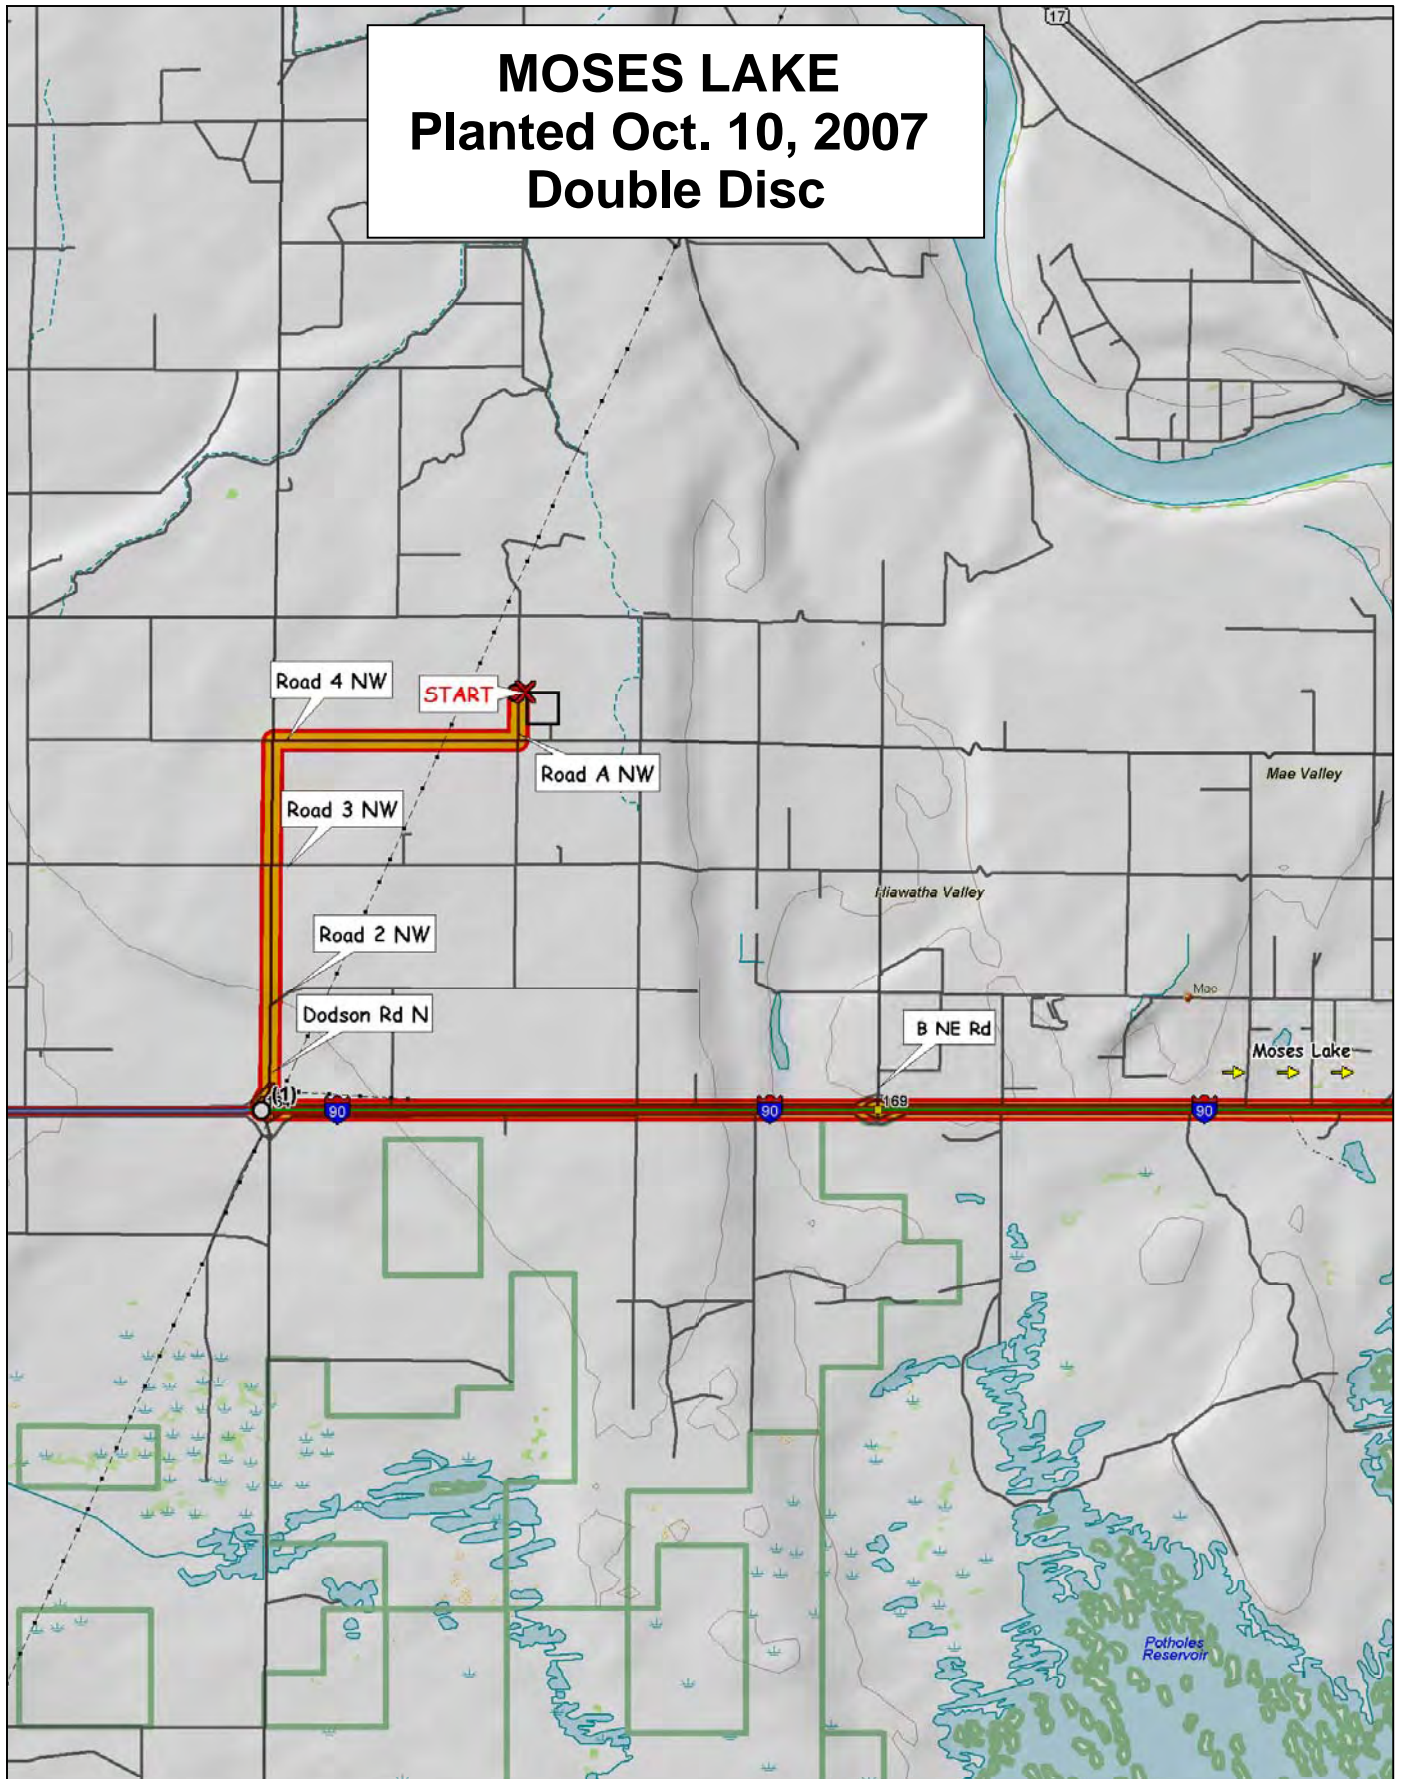 17
MOSES LAKE
Planted Oct. 10, 2007
Double Disc
Road 4 NW
START
Road A NW
Mae Valley
Road 3 NW
Hiawatha Valley
Road 2 NW
Mae
Dodson Rd N
B NE Rd
Moses Lake
(1)
90
90
169
90
Potholes
Reservoir